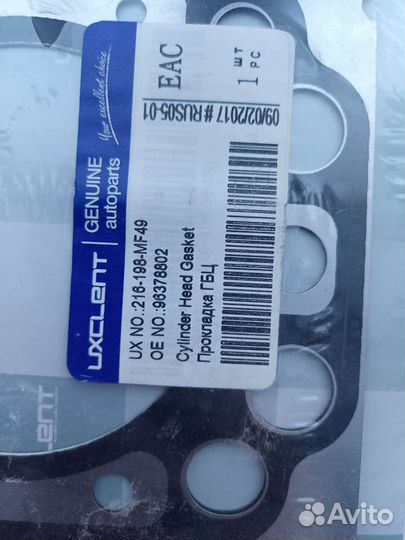 UXCLENT
GENUINE
autoparts
Your excellent choice
UX NO.:216-198-MF49
OE NO.:96378802
Cylinder Head Gasket
Прокладка ГБЦ
EAC
1 шт
PC
09/02/2017 #RUS05-01
UXCLENT
Avito